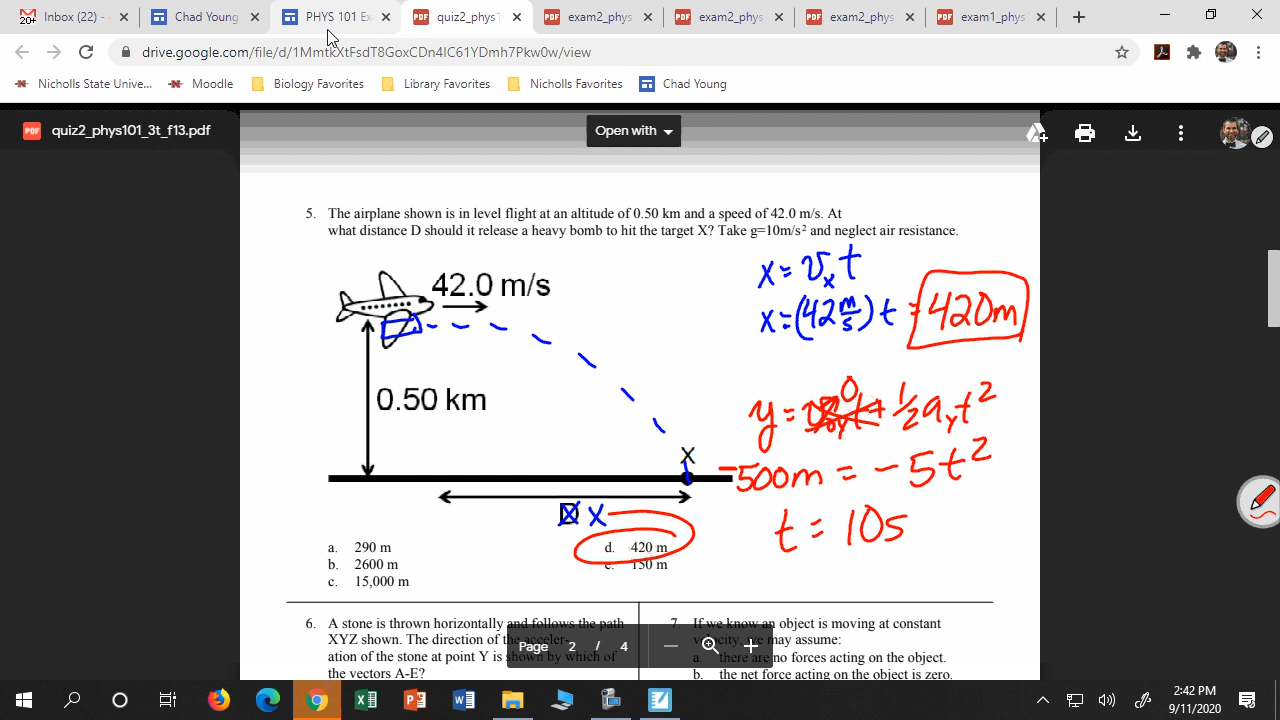 Inbox (22) -
20+
Chad Young
PHYS 101 Ex
quiz2_phys1
exam2_phys
exam2_phys
exam2_phys
exam1_phys
drive.google.com/file/d/1MmtkXtFsdT8GoxCDn4lC61YDmh7Pkw0w/view
Nicholls State Unive...
Moodle
Biology Favorites
Library Favorites
Nicholls Favorites
Chad Young
PDF quiz2_phys101_3t_f13.pdf
Open with
5. The airplane shown is in level flight at an altitude of 0.50 km and a speed of 42.0 m/s. At
what distance D should it release a heavy bomb to hit the target X? Take g=10m/s² and neglect air resistance.
42.0 m/s
0.50 km
X
D x
x = vₓ t
x = (42 m/s) t = 420m
y = v₀yt + 0 ½ aᵧt²
-500m = -5t²
t = 10s
a. 290 m
b. 2600 m
c. 15,000 m
d. 420 m
e. 150 m
6. A stone is thrown horizontally and follows the path
XYZ shown. The direction of the acceler-
ation of the stone at point Y is shown by which of
the vectors A-E?
7. If we know an object is moving at constant
velocity, we may assume:
a. there are no forces acting on the object.
b. the net force acting on the object is zero.
Page 2 / 4
2:42 PM
9/11/2020